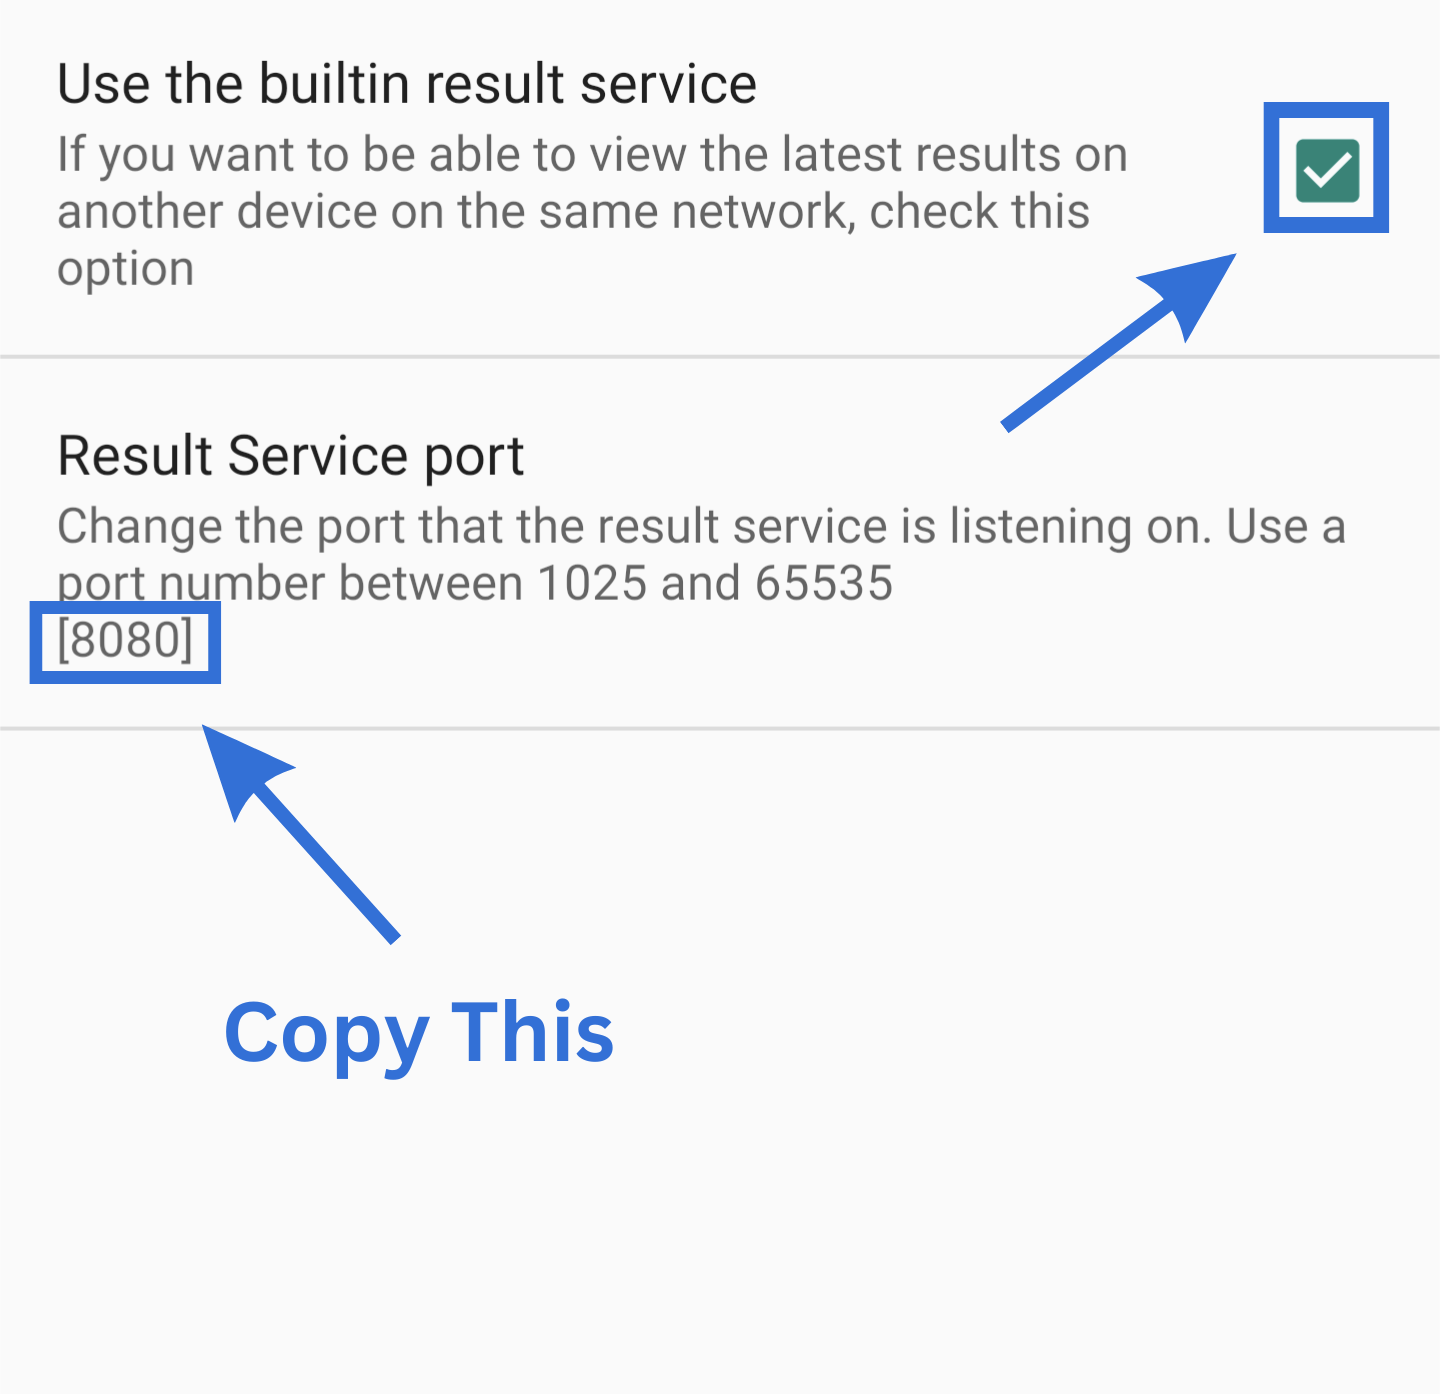 Use the builtin result service
If you want to be able to view the latest results on
another device on the same network, check this
option
Result Service port
Change the port that the result service is listening on. Use a
port number between 1025 and 65535
[8080]
Copy This